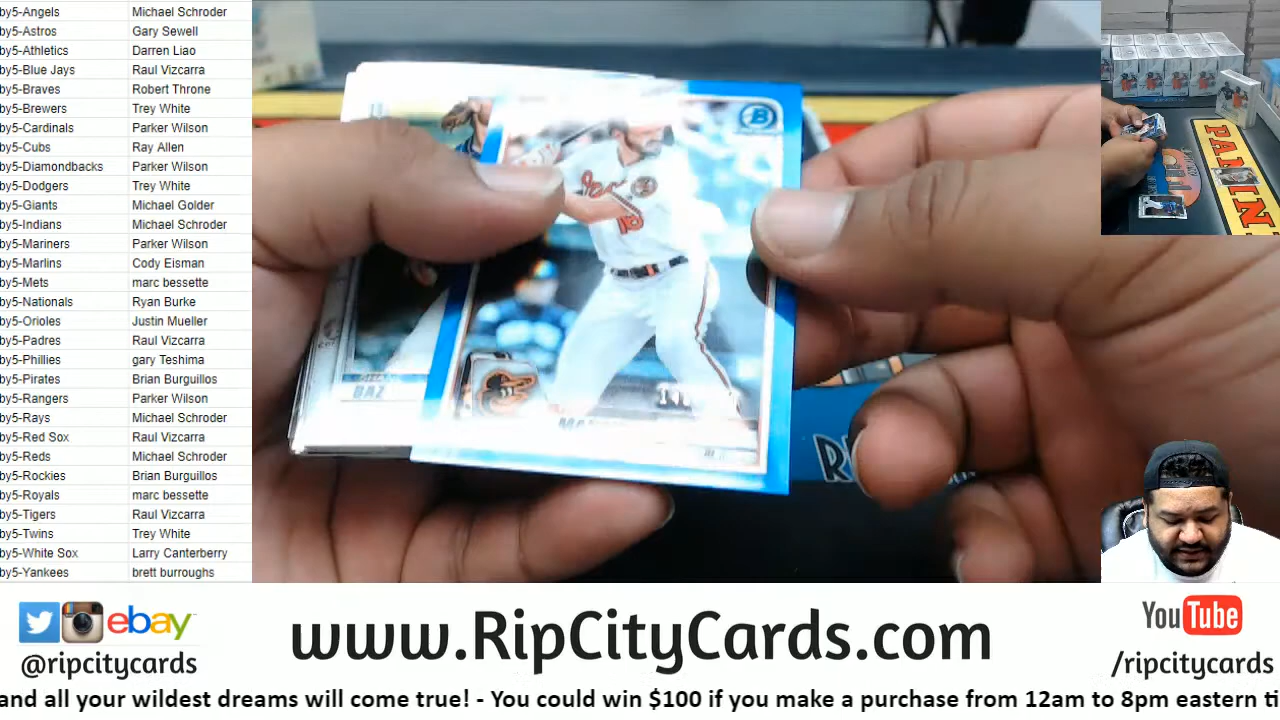 by5-Angels Michael Schroder
by5-Astros Gary Sewell
by5-Athletics Darren Liao
by5-Blue Jays Raul Vizcarra
by5-Braves Robert Throne
by5-Brewers Trey White
by5-Cardinals Parker Wilson
by5-Cubs Ray Allen
by5-Diamondbacks Parker Wilson
by5-Dodgers Trey White
by5-Giants Michael Golder
by5-Indians Michael Schroder
by5-Mariners Parker Wilson
by5-Marlins Cody Eisman
by5-Mets marc bessette
by5-Nationals Ryan Burke
by5-Orioles Justin Mueller
by5-Padres Raul Vizcarra
by5-Phillies gary Teshima
by5-Pirates Brian Burguillos
by5-Rangers Parker Wilson
by5-Rays Michael Schroder
by5-Red Sox Raul Vizcarra
by5-Reds Michael Schroder
by5-Rockies Brian Burguillos
by5-Royals marc bessette
by5-Tigers Raul Vizcarra
by5-Twins Trey White
by5-White Sox Larry Canterberry
by5-Yankees brett burroughs
B
16
BAZ
PANINI
ebay
@ripcitycards
www.RipCityCards.com
YouTube
/ripcitycards
and all your wildest dreams will come true! - You could win $100 if you make a purchase from 12am to 8pm eastern ti